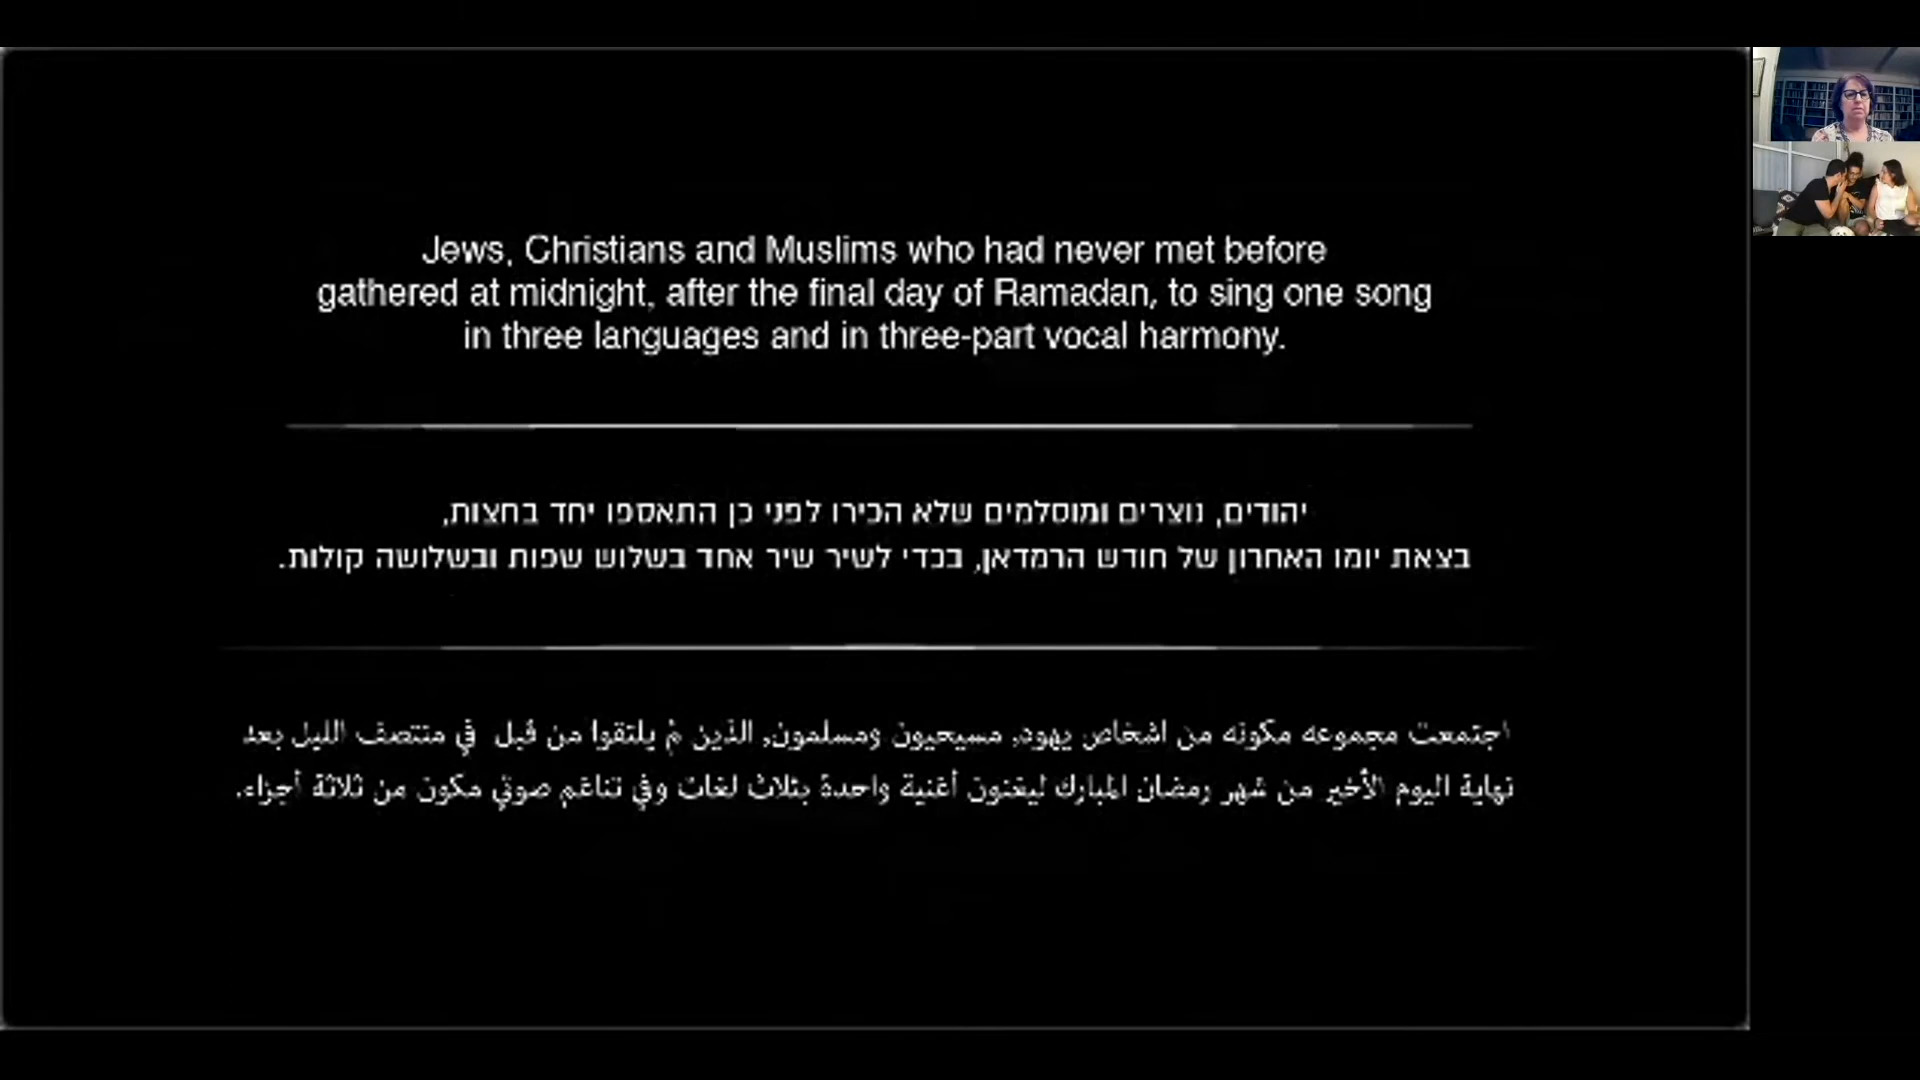 Jews, Christians and Muslims who had never met before
gathered at midnight, after the final day of Ramadan, to sing one song
in three languages and in three-part vocal harmony.
יהודים, נוצרים ומוסלמים שלא הכירו לפני כן התאספו יחד בחצות,
בצאת יומו האחרון של חודש הרמדאן, בכדי לשיר שיר אחד בשלוש שפות ובשלושה קולות.
اجتمعت مجموعه مكونه من اشخاص يهود, مسيحيون ومسلمون, الذين لم يلتقوا من قبل في منتصف الليل بعد
نهاية اليوم الأخير من شهر رمضان المبارك ليغنون أغنية واحدة بثلاث لغات وفي تناغم صوتي مكون من ثلاثة أجزاء.